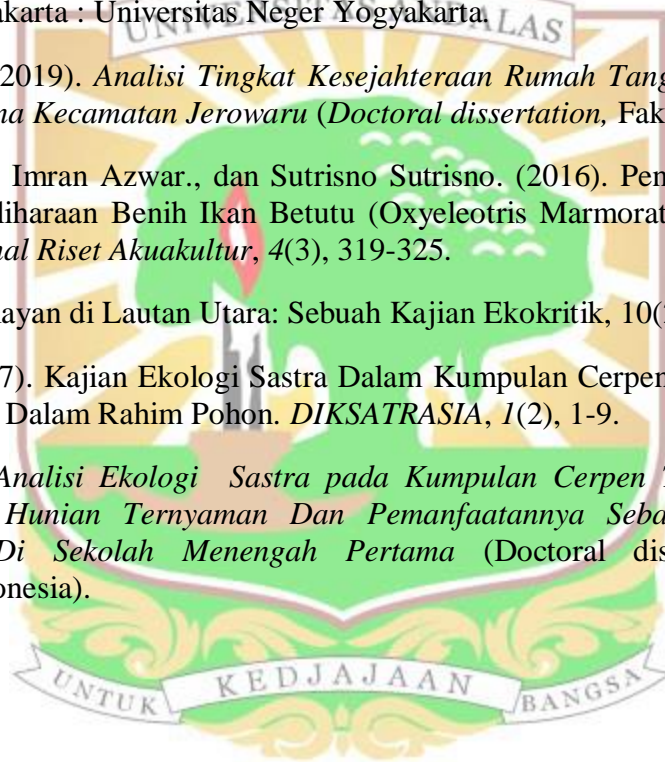 akarta : Universitas Neger Yogyakarta.
UNIVERSITAS ANDALAS
2019). Analisi Tingkat Kesejahteraan Rumah Tang
na Kecamatan Jerowaru (Doctoral dissertation, Fak
Imran Azwar., dan Sutrisno Sutrisno. (2016). Pen
liharaan Benih Ikan Betutu (Oxyeleotris Marmorat
nal Riset Akuakultur, 4(3), 319-325.
ayan di Lautan Utara: Sebuah Kajian Ekokritik, 10(
7). Kajian Ekologi Sastra Dalam Kumpulan Cerpen
Dalam Rahim Pohon. DIKSATRASIA, 1(2), 1-9.
Analisi Ekologi Sastra pada Kumpulan Cerpen T
Hunian Ternyaman Dan Pemanfaatannya Seba
Di Sekolah Menengah Pertama (Doctoral dis
onesia).
UNTUK KEDJAJAAN BANGSA